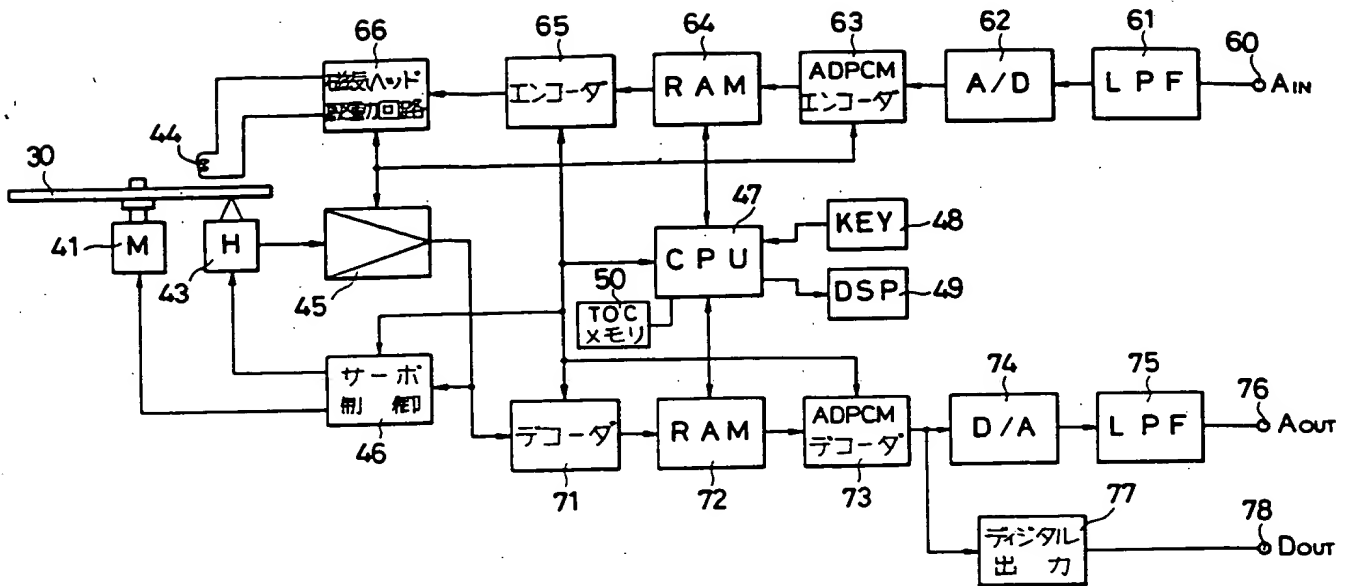 66
65
64
63
62
61
60
磁気ヘッド
駆動回路
エンコーダ
RAM
ADPCM
エンコーダ
A/D
LPF
AIN
44
30
47
41
M
H
43
45
CPU
KEY
48
DSP
49
50
TOC
メモリ
サーボ
制御
46
デコーダ
71
RAM
72
ADPCM
デコーダ
73
74
D/A
75
LPF
76
AOUT
77
ディジタル
出力
78
DOUT